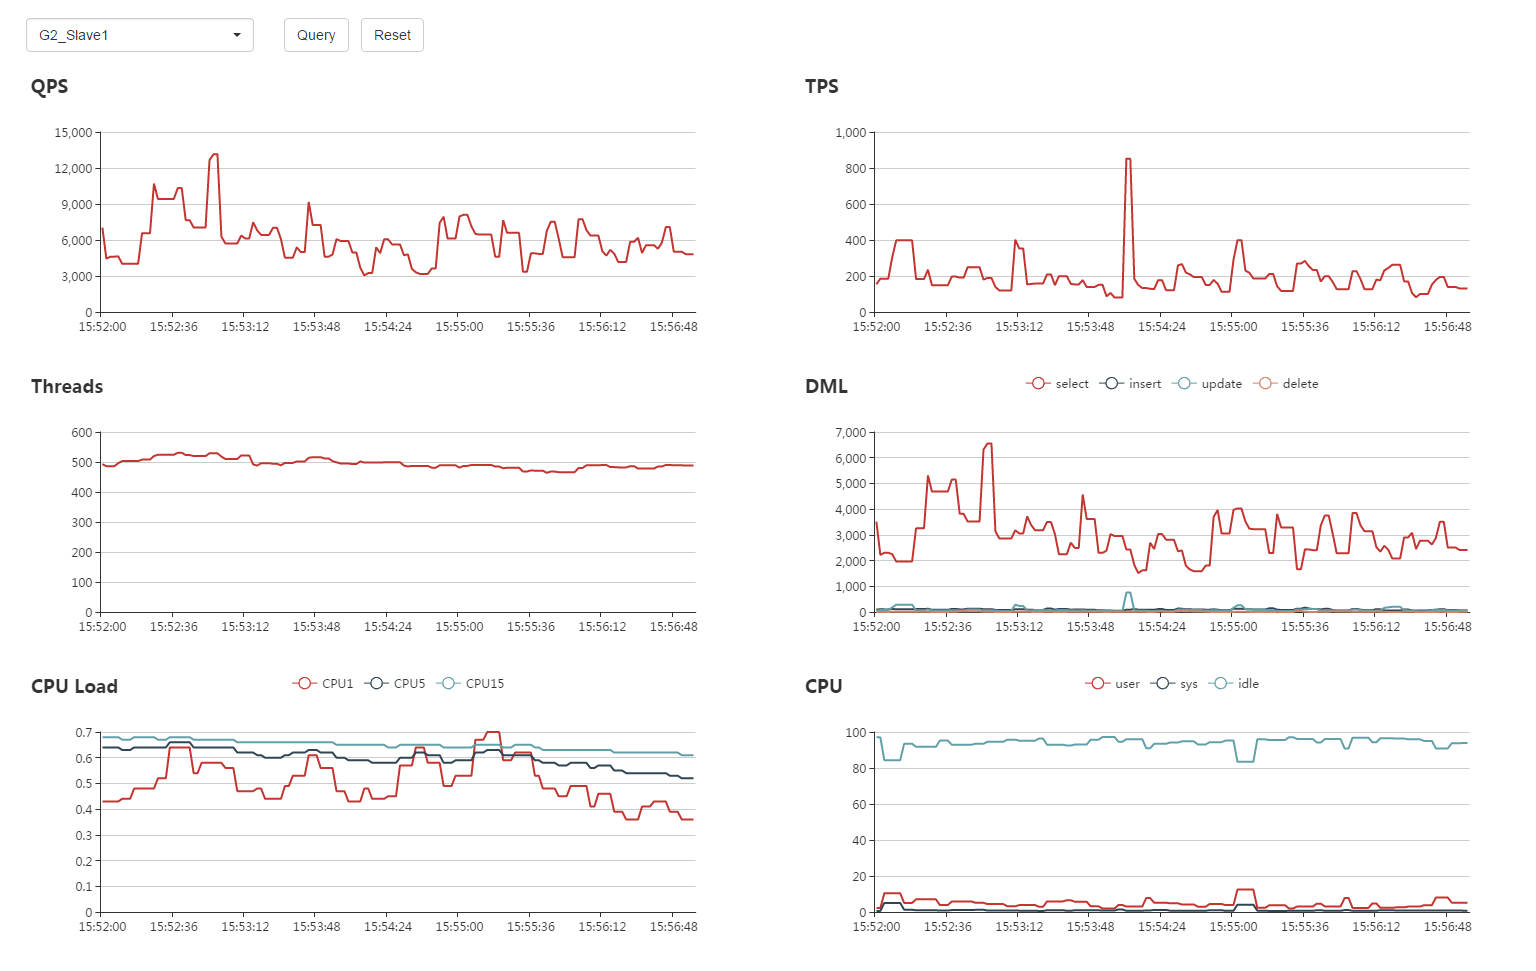 G2_Slave1 Query Reset
QPS
15,000
12,000
9,000
6,000
3,000
0
15:52:00 15:52:36 15:53:12 15:53:48 15:54:24 15:55:00 15:55:36 15:56:12 15:56:48
TPS
1,000
800
600
400
200
0
15:52:00 15:52:36 15:53:12 15:53:48 15:54:24 15:55:00 15:55:36 15:56:12 15:56:48
Threads
600
500
400
300
200
100
0
15:52:00 15:52:36 15:53:12 15:53:48 15:54:24 15:55:00 15:55:36 15:56:12 15:56:48
DML
select insert update delete
7,000
6,000
5,000
4,000
3,000
2,000
1,000
0
15:52:00 15:52:36 15:53:12 15:53:48 15:54:24 15:55:00 15:55:36 15:56:12 15:56:48
CPU Load
CPU1 CPU5 CPU15
0.7
0.6
0.5
0.4
0.3
0.2
0.1
0
15:52:00 15:52:36 15:53:12 15:53:48 15:54:24 15:55:00 15:55:36 15:56:12 15:56:48
CPU
user sys idle
100
80
60
40
20
0
15:52:00 15:52:36 15:53:12 15:53:48 15:54:24 15:55:00 15:55:36 15:56:12 15:56:48